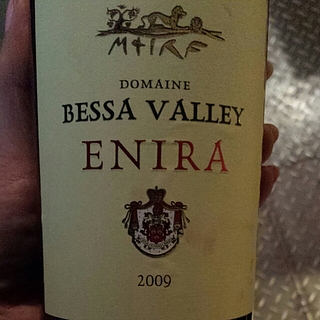 DOMAINE
BESSA VALLEY
ENIRA
2009